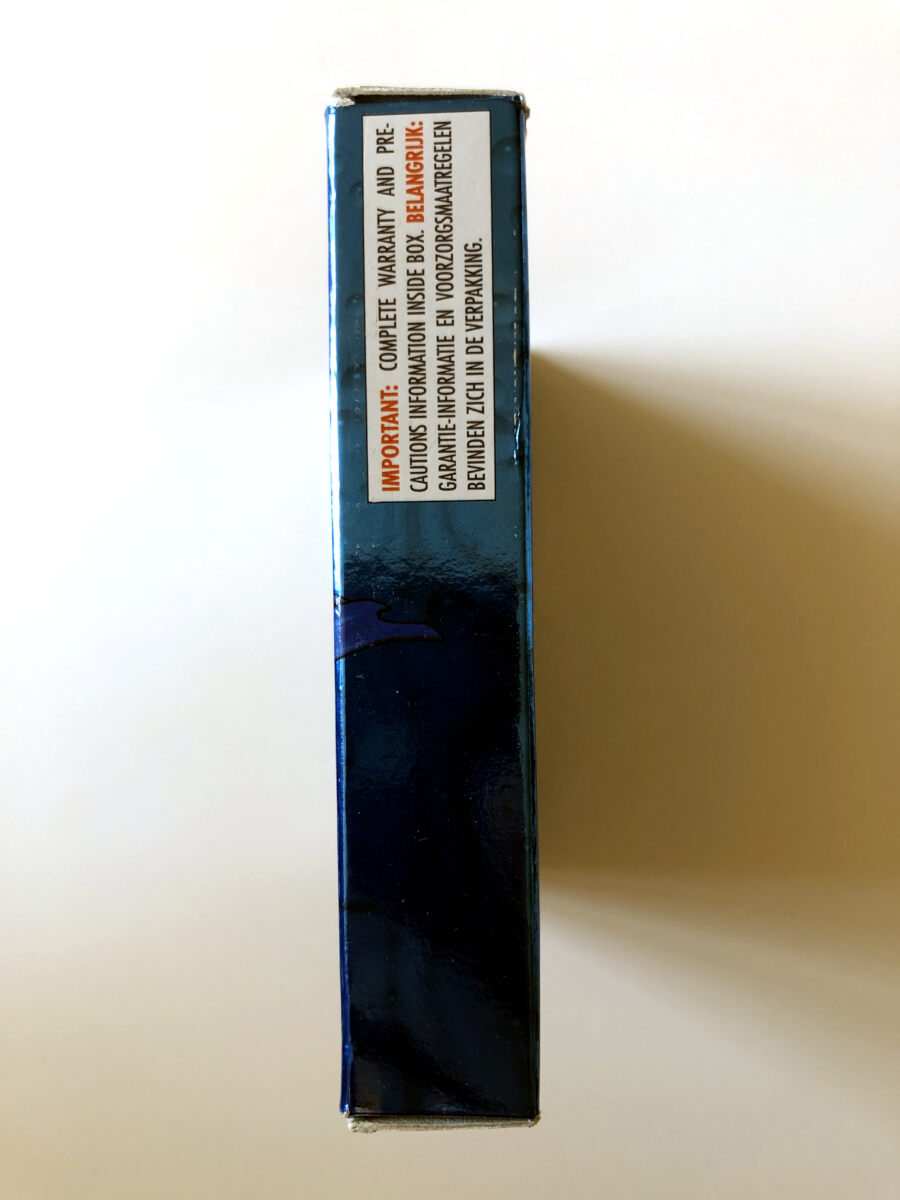 IMPORTANT: COMPLETE WARRANTY AND PRE-
CAUTIONS INFORMATION INSIDE BOX. BELANGRIJK:
GARANTIE-INFORMATIE EN VOORZORGSMAATREGELEN
BEVINDEN ZICH IN DE VERPAKKING.